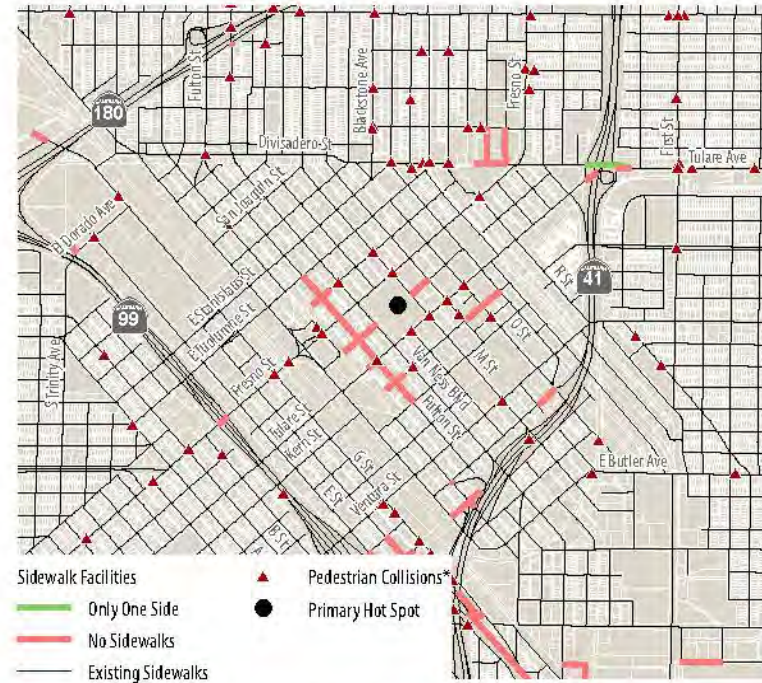 Fulton St
Blackstone Ave
Fresno St
180
Divisadero St
First St
Tulare Ave
San Joaquin St
El Dorado Ave
E Stanislaus St
E Tuolumne St
R St
41
99
O St
M St
S Trinity Ave
Fresno St
Van Ness Blvd
Fulton St
Tulare St
Kern St
G St
E St
Ventura St
E Butler Ave
B St
Sidewalk Facilities
Only One Side
No Sidewalks
Existing Sidewalks
Pedestrian Collisions*
Primary Hot Spot